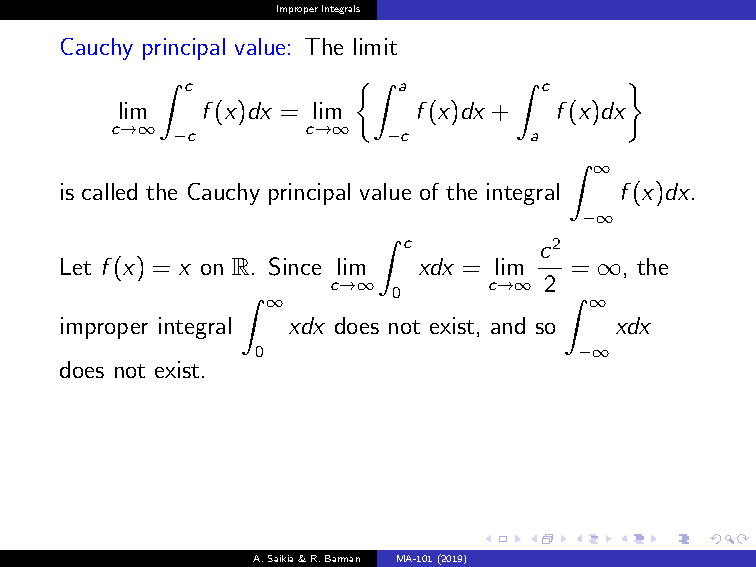 Improper Integrals
Cauchy principal value: The limit
lim_{c→∞} ∫_{−c}^{c} f(x)dx = lim_{c→∞} { ∫_{−c}^{a} f(x)dx + ∫_{a}^{c} f(x)dx }
is called the Cauchy principal value of the integral ∫_{−∞}^{∞} f(x)dx.
Let f(x) = x on ℝ. Since lim_{c→∞} ∫_{0}^{c} xdx = lim_{c→∞} c²/2 = ∞, the
improper integral ∫_{0}^{∞} xdx does not exist, and so ∫_{−∞}^{∞} xdx
does not exist.
A. Saikia & R. Barman MA-101 (2019)